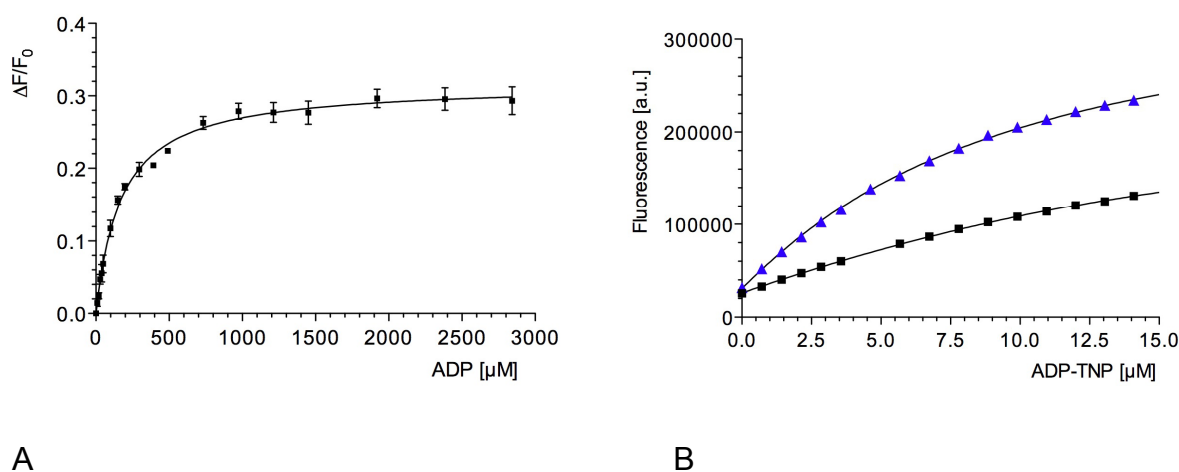 0.4
0.3
0.2
0.1
0.0
ΔF/F0
0 500 1000 1500 2000 2500 3000
ADP [µM]
A
300000
200000
100000
0
Fluorescence [a.u.]
0.0 2.5 5.0 7.5 10.0 12.5 15.0
ADP-TNP [µM]
B